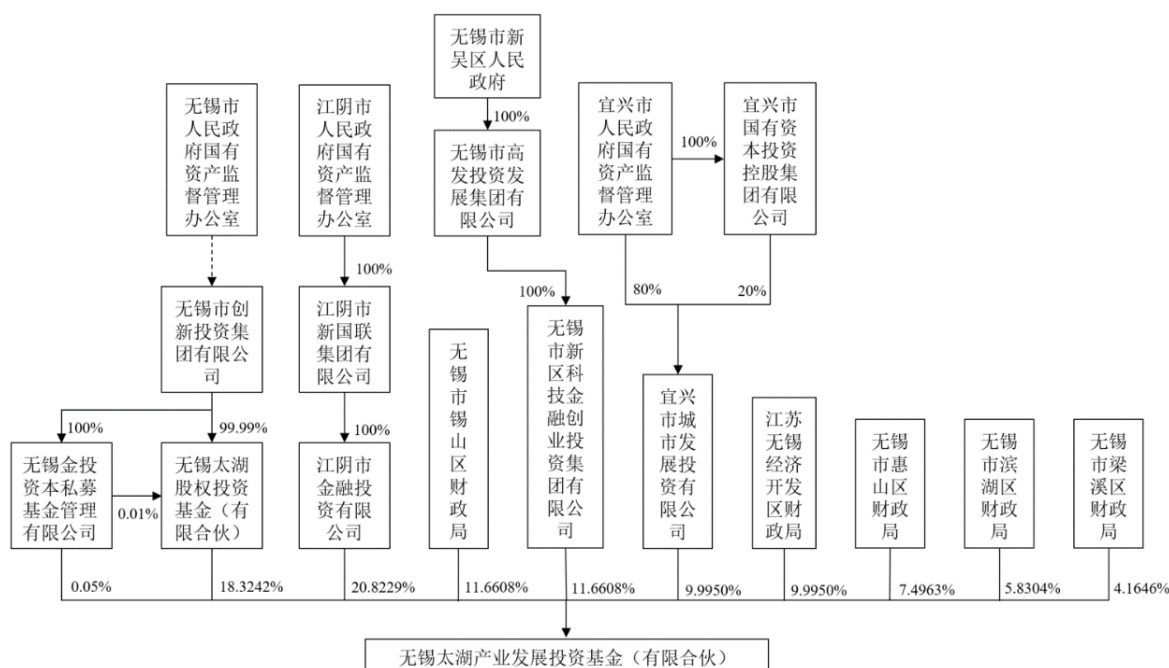 无锡市新
吴区人民
政府
无锡市
人民政
府国有
资产监
督管理
办公室
江阴市
人民政
府国有
资产监
督管理
办公室
100%
无锡市高
发投资发
展集团有
限公司
宜兴市
人民政
府国有
资产监
督管理
办公室
100%
宜兴市
国有资
本投资
控股集
团有限
公司
100%
100%
80%
20%
无锡市创
新投资集
团有限公
司
江阴市
新国联
集团有
限公司
无
锡
市
锡
山
区
财
政
局
无锡
市新
区科
技金
融创
业投
资集
团有
限公
司
宜兴
市城
市发
展投
资有
限公
司
江苏
无锡
经济
开发
区财
政局
无锡
市惠
山区
财政
局
无锡
市滨
湖区
财政
局
无锡
市梁
溪区
财政
局
100%
99.99%
100%
无锡金投
资本私募
基金管理
有限公司
0.01%
无锡太湖
股权投资
基金（有
限合伙）
江阴市
金融投
资有限
公司
0.05%
18.3242%
20.8229%
11.6608%
11.6608%
9.9950%
9.9950%
7.4963%
5.8304%
4.1646%
无锡太湖产业发展投资基金（有限合伙）